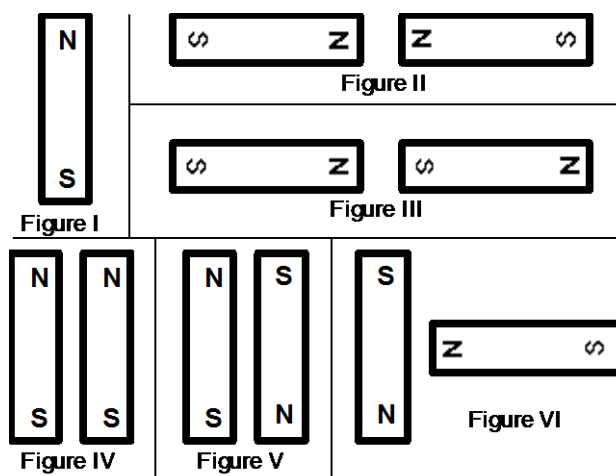 N
S
Figure I
S N N S
Figure II
S N S N
Figure III
N N
S S
Figure IV
N S
S N
Figure V
S
N S
N
Figure VI